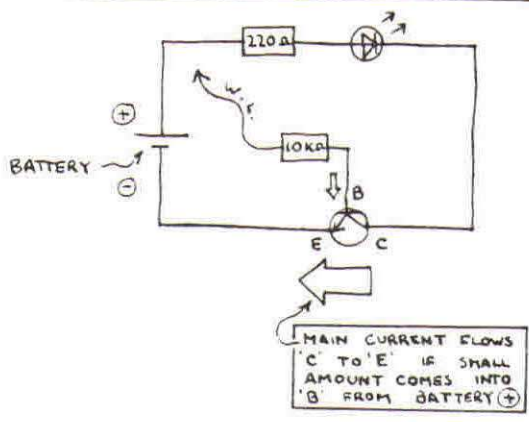 220Ω
W.S.
10KΩ
+
BATTERY
−
B
E
C
MAIN CURRENT FLOWS
'C' TO 'E' IF SMALL
AMOUNT COMES INTO
'B' FROM BATTERY +